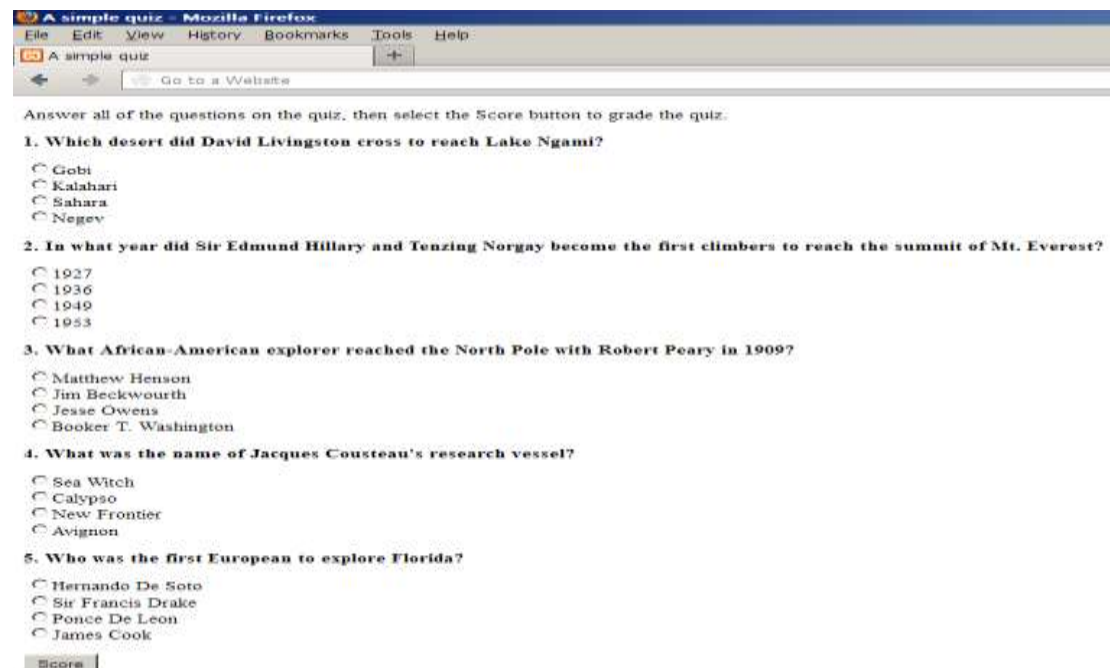 A simple quiz - Mozilla Firefox
File Edit View History Bookmarks Tools Help
A simple quiz
Go to a Website
Answer all of the questions on the quiz, then select the Score button to grade the quiz.
1. Which desert did David Livingston cross to reach Lake Ngami?
Gobi
Kalahari
Sahara
Negev
2. In what year did Sir Edmund Hillary and Tenzing Norgay become the first climbers to reach the summit of Mt. Everest?
1927
1936
1949
1953
3. What African-American explorer reached the North Pole with Robert Peary in 1909?
Matthew Henson
Jim Beckwourth
Jesse Owens
Booker T. Washington
4. What was the name of Jacques Cousteau's research vessel?
Sea Witch
Calypso
New Frontier
Avignon
5. Who was the first European to explore Florida?
Hernando De Soto
Sir Francis Drake
Ponce De Leon
James Cook
Score